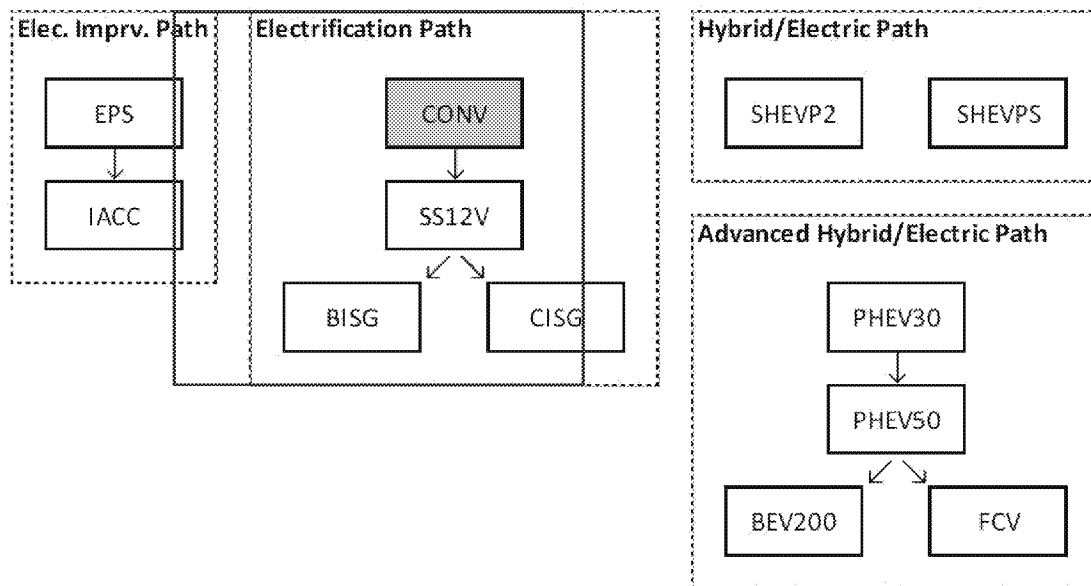 Elec. Imprv. Path
EPS
IACC
Electrification Path
CONV
SS12V
BISG
CISG
Hybrid/Electric Path
SHEVP2
SHEVPS
Advanced Hybrid/Electric Path
PHEV30
PHEV50
BEV200
FCV